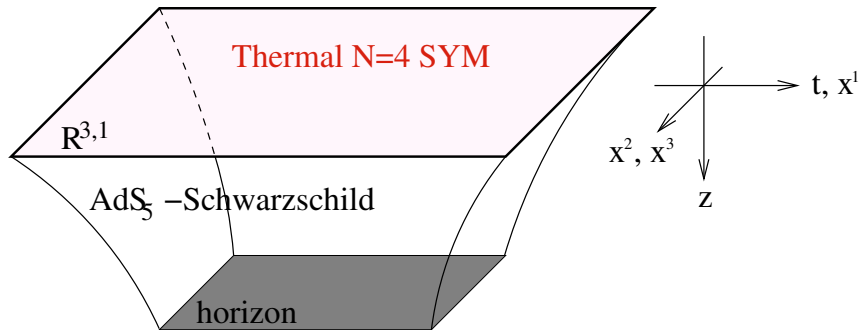 Thermal N=4 SYM
t, x¹
R³,¹
x², x³
AdS₅ –Schwarzschild
z
horizon